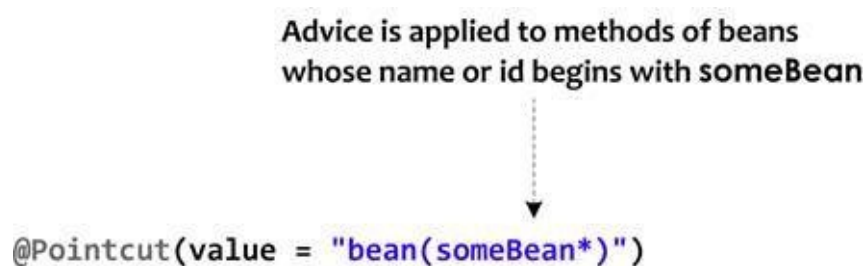 Advice is applied to methods of beans
whose name or id begins with someBean
@Pointcut(value = "bean(someBean*)")